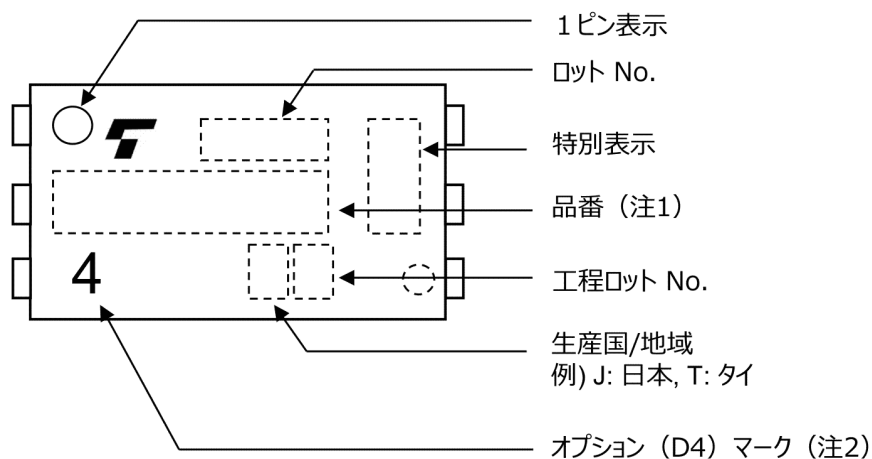 1ピン表示
ロット No.
特別表示
品番（注1）
4
工程ロット No.
生産国/地域
例) J: 日本, T: タイ
オプション（D4）マーク（注2）